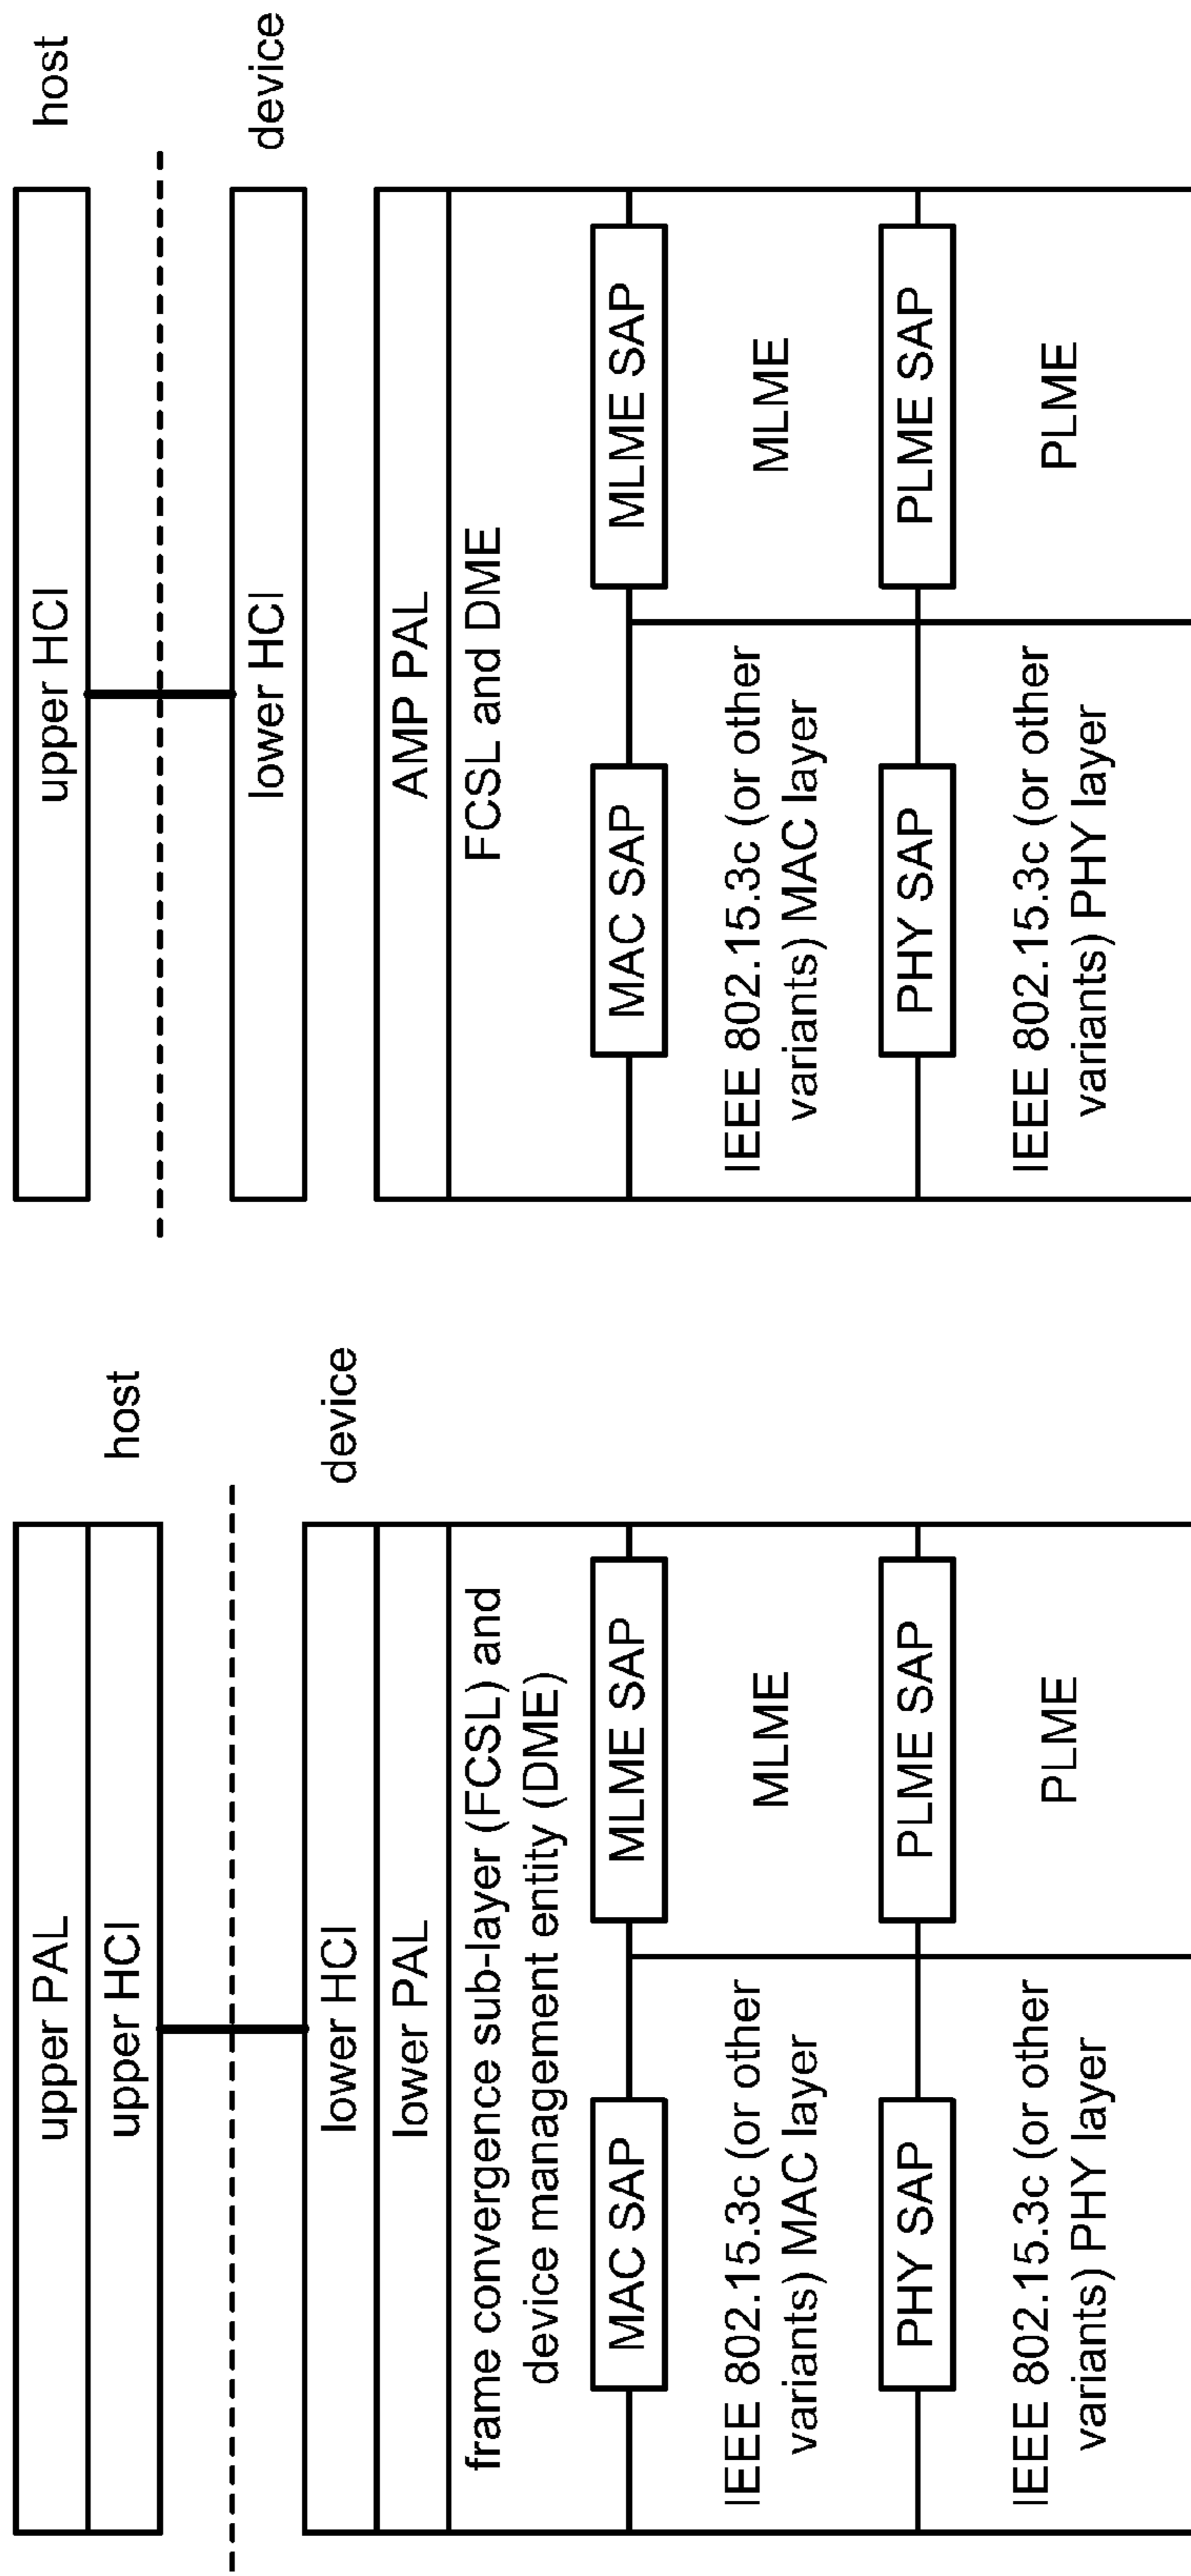 upper PAL
upper HCI
host
device
lower HCI
lower PAL
frame convergence sub-layer (FCSL) and
device management entity (DME)
MAC SAP
MLME SAP
IEEE 802.15.3c (or other
variants) MAC layer
MLME
PHY SAP
PLME SAP
IEEE 802.15.3c (or other
variants) PHY layer
PLME
upper HCI
host
device
lower HCI
AMP PAL
FCSL and DME
MAC SAP
MLME SAP
IEEE 802.15.3c (or other
variants) MAC layer
MLME
PHY SAP
PLME SAP
IEEE 802.15.3c (or other
variants) PHY layer
PLME